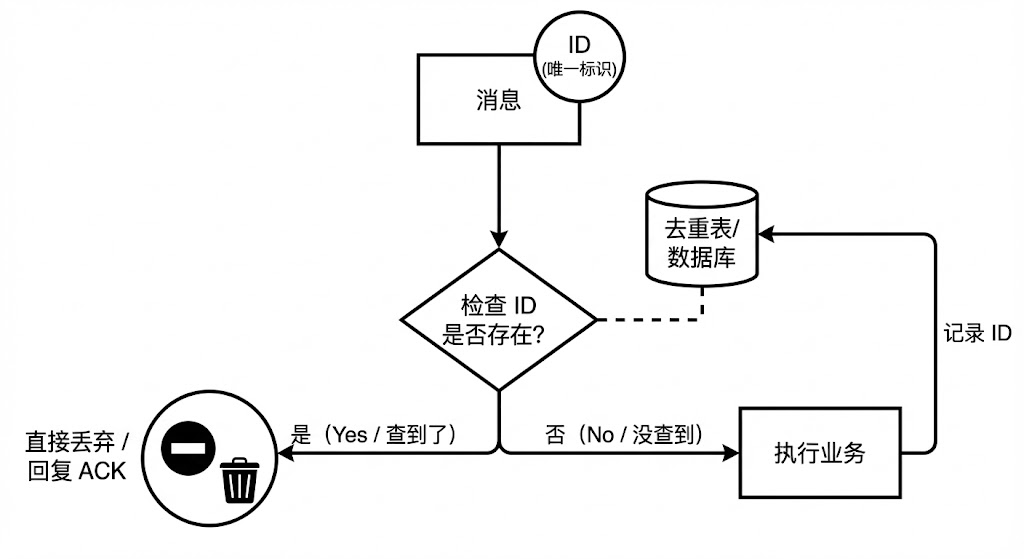 ID
(唯一标识)
消息
去重表/
数据库
检查 ID
是否存在?
记录 ID
是（Yes / 查到了）
否（No / 没查到）
直接丢弃 /
回复 ACK
执行业务